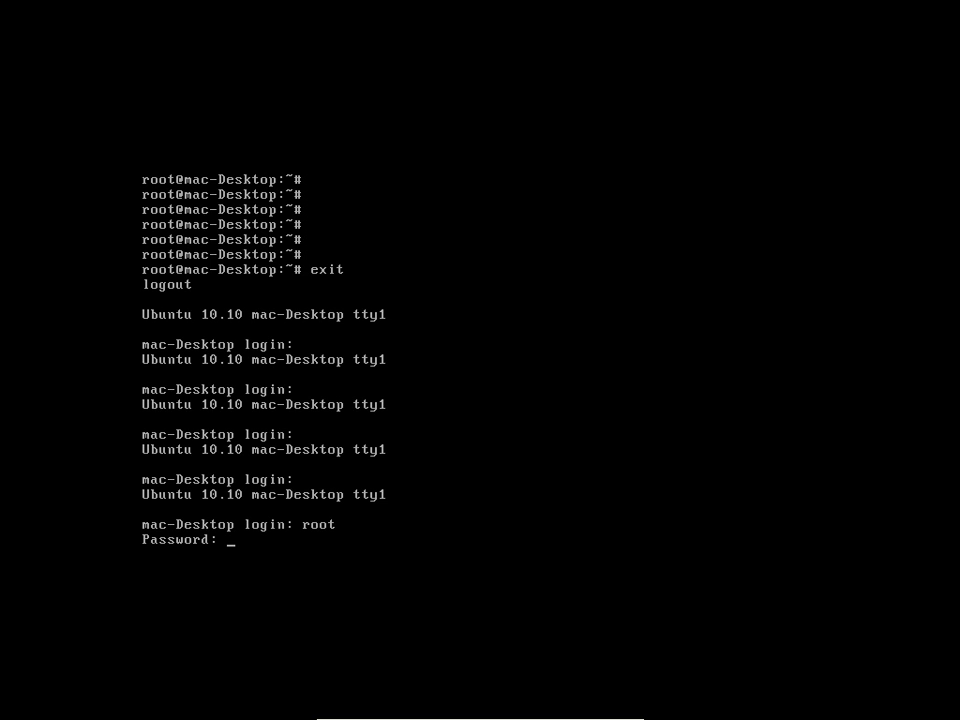 root@mac-Desktop:~#
root@mac-Desktop:~#
root@mac-Desktop:~#
root@mac-Desktop:~#
root@mac-Desktop:~#
root@mac-Desktop:~#
root@mac-Desktop:~# exit
logout
Ubuntu 10.10 mac-Desktop tty1
mac-Desktop login:
Ubuntu 10.10 mac-Desktop tty1
mac-Desktop login:
Ubuntu 10.10 mac-Desktop tty1
mac-Desktop login:
Ubuntu 10.10 mac-Desktop tty1
mac-Desktop login:
Ubuntu 10.10 mac-Desktop tty1
mac-Desktop login: root
Password: _